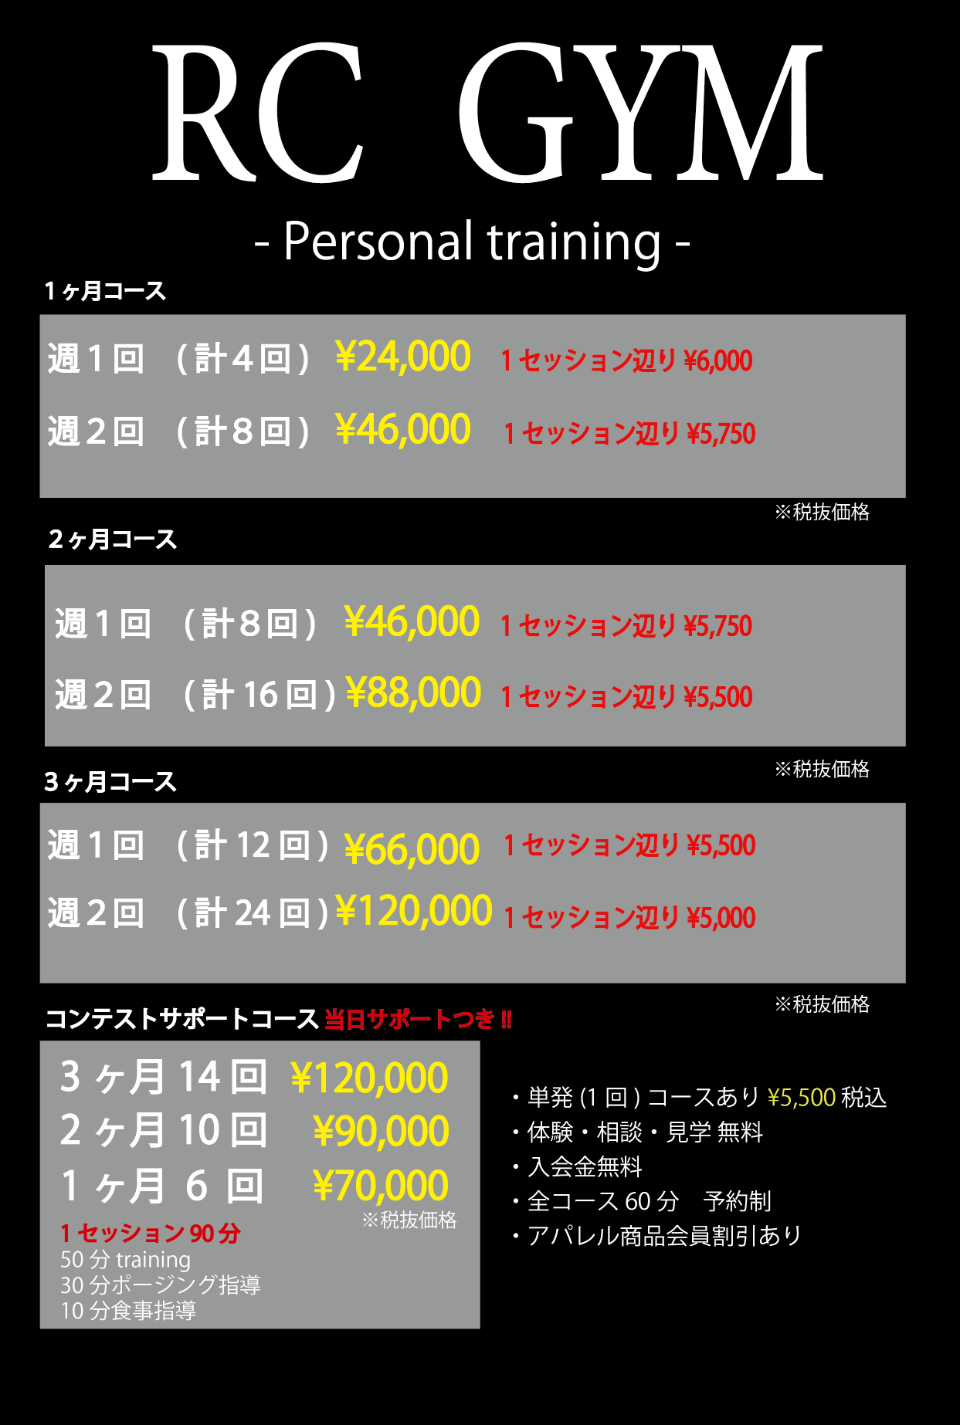 RC GYM
- Personal training -
1ヶ月コース
週1回 (計4回) ¥24,000 1セッション辺り¥6,000
週2回 (計8回) ¥46,000 1セッション辺り¥5,750
※税抜価格
2ヶ月コース
週1回 (計8回) ¥46,000 1セッション辺り¥5,750
週2回 (計16回) ¥88,000 1セッション辺り¥5,500
※税抜価格
3ヶ月コース
週1回 (計12回) ¥66,000 1セッション辺り¥5,500
週2回 (計24回) ¥120,000 1セッション辺り¥5,000
※税抜価格
コンテストサポートコース 当日サポートつき!!
3ヶ月14回 ¥120,000
2ヶ月10回 ¥90,000
1ヶ月6回 ¥70,000
※税抜価格
1セッション90分
50分training
30分ポージング指導
10分食事指導
・単発(1回)コースあり¥5,500税込
・体験・相談・見学 無料
・入会金無料
・全コース60分 予約制
・アパレル商品会員割引あり